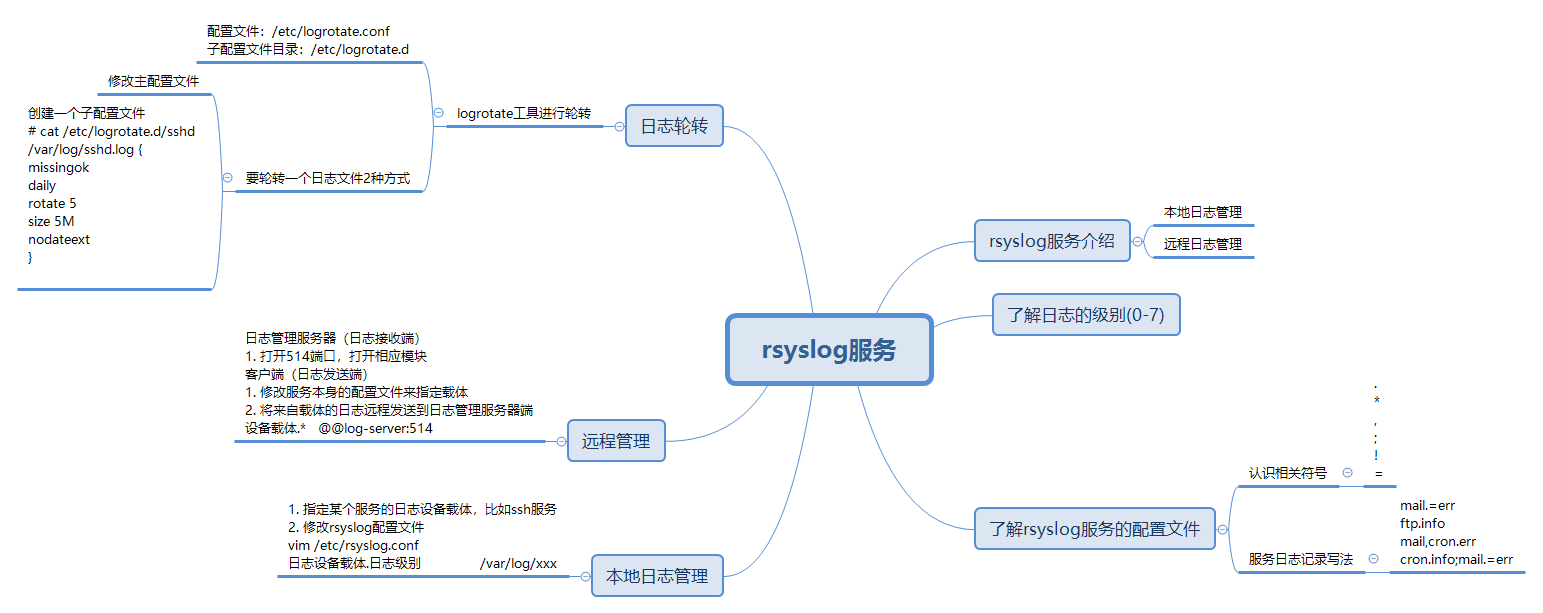 rsyslog服务
rsyslog服务介绍
本地日志管理
远程日志管理
了解日志的级别(0-7)
了解rsyslog服务的配置文件
认识相关符号
.
*
,
;
!
=
服务日志记录写法
mail.=err
ftp.info
mail,cron.err
cron.info;mail.=err
本地日志管理
1. 指定某个服务的日志设备载体，比如ssh服务
2. 修改rsyslog配置文件
vim /etc/rsyslog.conf
日志设备载体.日志级别 /var/log/xxx
远程管理
日志管理服务器（日志接收端）
1. 打开514端口，打开相应模块
客户端（日志发送端）
1. 修改服务本身的配置文件来指定载体
2. 将来自载体的日志远程发送到日志管理服务器端
设备载体.* @@log-server:514
日志轮转
logrotate工具进行轮转
配置文件：/etc/logrotate.conf
子配置文件目录：/etc/logrotate.d
要轮转一个日志文件2种方式
修改主配置文件
创建一个子配置文件
# cat /etc/logrotate.d/sshd
/var/log/sshd.log {
missingok
daily
rotate 5
size 5M
nodateext
}